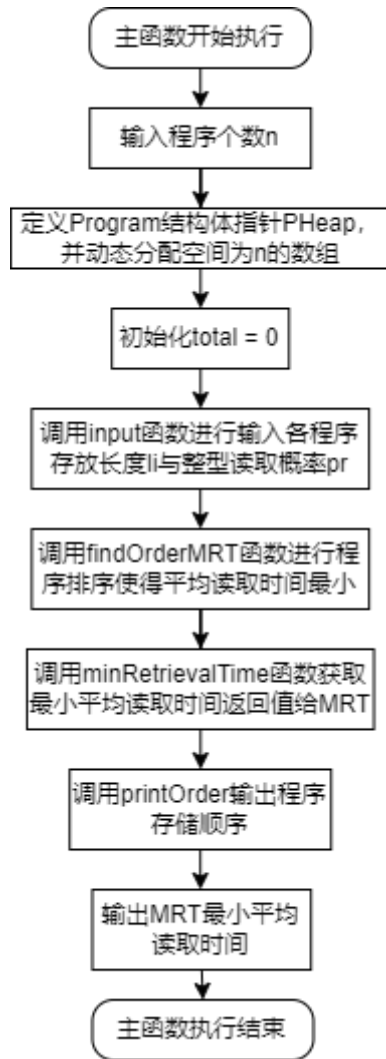 主函数开始执行
输入程序个数n
定义Program结构体指针PHeap,
并动态分配空间为n的数组
初始化total = 0
调用input函数进行输入各程序
存放长度li与整型读取概率pr
调用findOrderMRT函数进行程
序排序使得平均读取时间最小
调用minRetrievalTime函数获取
最小平均读取时间返回值给MRT
调用printOrder输出程序
存储顺序
输出MRT最小平均
读取时间
主函数执行结束